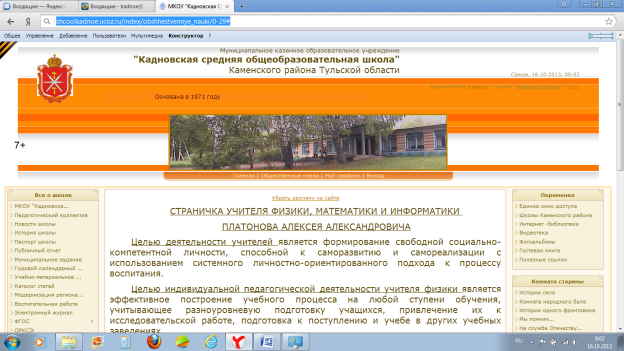 Входящие — Яндекс.
Входящие - kadnoe@
МКОУ "Кадновская С
shcoolkadnoe.ucoz.ru/index/obshhestvennye_nauki/0-29#
Общее Управление Добавление Пользователи Мультимедиа Конструктор ?
Муниципальное казенное образовательное учреждение
"Кадновская средняя общеобразовательная школа"
Каменского района Тульской области
Среда, 16.10.2013, 08:52
Основана в 1971 году
7+
Главная | Общественные науки | Мой профиль | Выход
Все о школе
МКОУ "Кадновска...
Педагогический коллектив
Новости школы
История школы
Паспорт школы
Публичный отчет
Муниципальное задание
Годовой календарный ...
Учебно-материальное ...
Каталог статей
Модернизация региона...
Воспитательная работа
Электронный журнал
ФГОС
ОРКСЭ
Убрать рекламу на сайте
СТРАНИЧКА УЧИТЕЛЯ ФИЗИКИ, МАТЕМАТИКИ И ИНФОРМАТИКИ
ПЛАТОНОВА АЛЕКСЕЯ АЛЕКСАНДРОВИЧА
Целью деятельности учителей является формирование свободной социально-
компетентной личности, способной к саморазвитию и самореализации с
использованием системного личностно-ориентированного подхода к процессу
воспитания.
Целью индивидуальной педагогической деятельности учителя физики является
эффективное построение учебного процесса на любой ступени обучения,
учитывающее разноуровневую подготовку учащихся, привлечение их к
исследовательской работе, подготовка к поступлению и учебе в других учебных
заведениях
Переменка
Единое окно доступа
Школы Каменского района
Интернет -библиотеки
Видеотека
Фотоальбомы
Гостевая книга
Полезные ссылки
Комната старины
История села
Комната народного быта
История одного фронтовика
Мы помним...
На службе Отечеству...
RU
9:02
16.10.2013